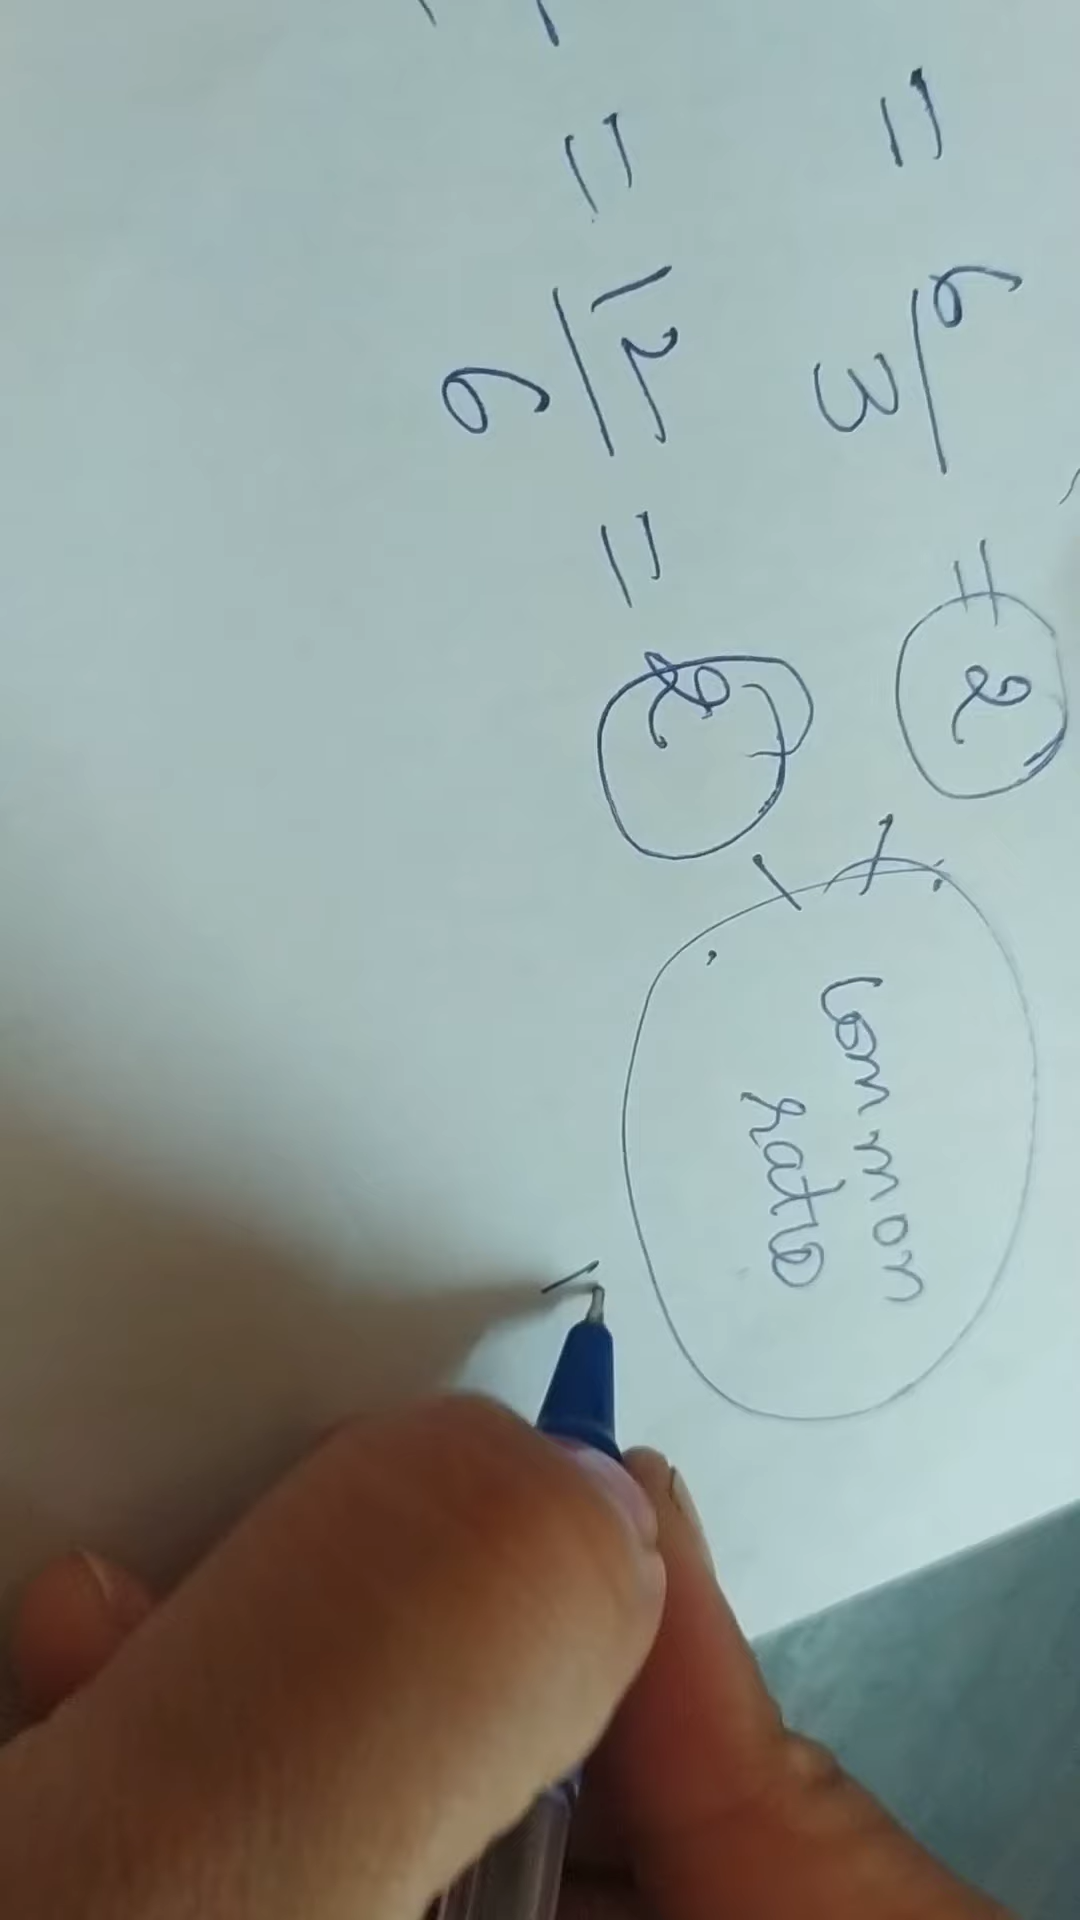 = 6/3 = 2
= 12/6 = 2
common
ratio